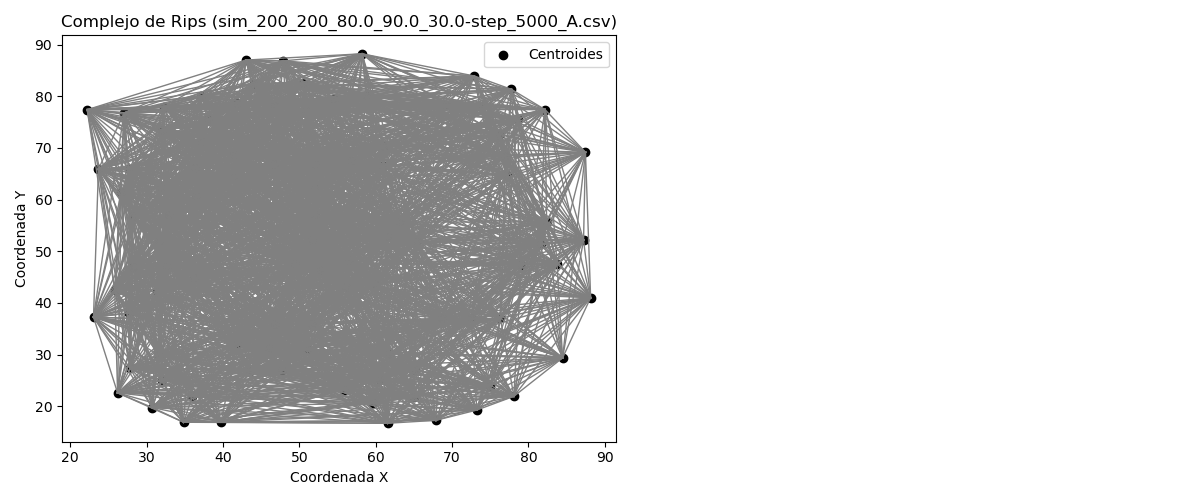 Complejo de Rips (sim_200_200_80.0_90.0_30.0-step_5000_A.csv)
Centroides
90
80
70
60
50
40
30
20
Coordenada Y
20 30 40 50 60 70 80 90
Coordenada X